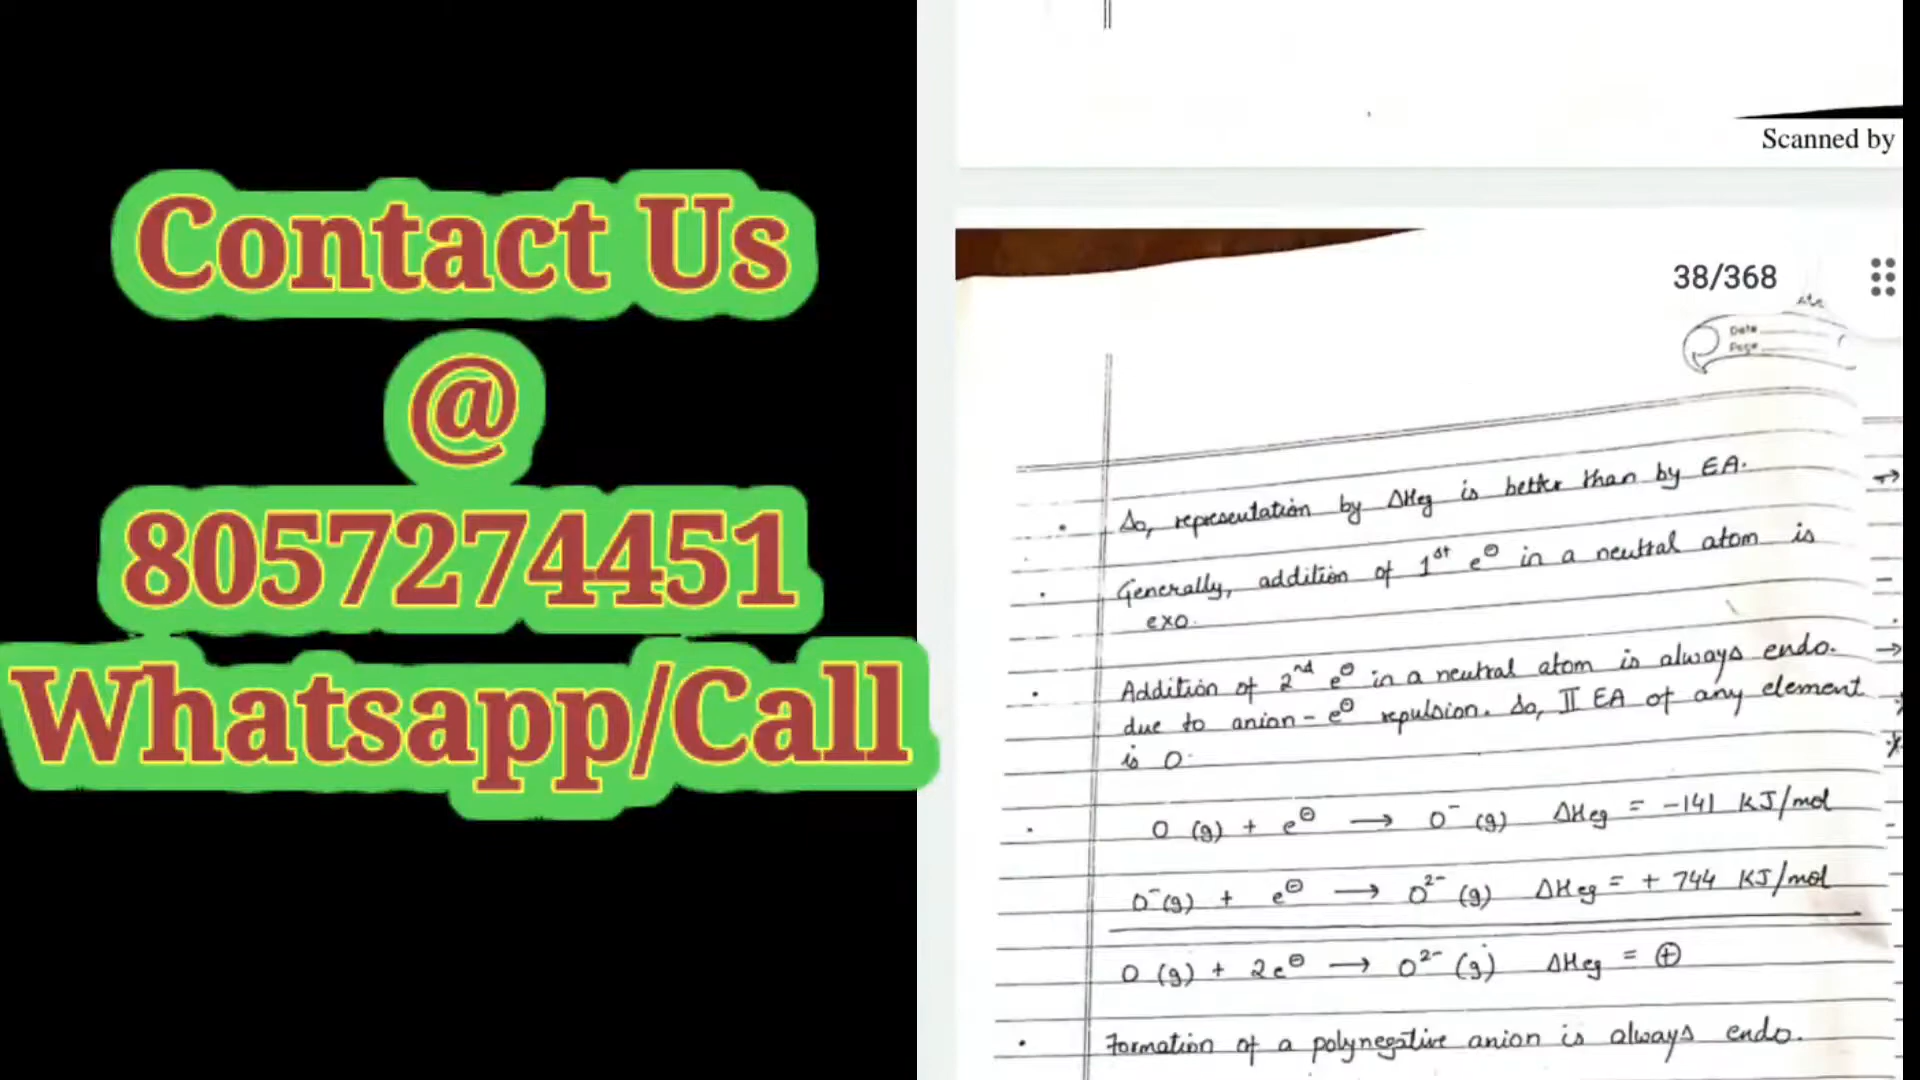 Contact Us
@
8057274451
Whatsapp/Call
Scanned by
38/368
Date
Page
So, representation by ΔHeg is better than by EA.
Generally, addition of 1st e⊖ in a neutral atom is
exo.
Addition of 2nd e⊖ in a neutral atom is always endo.
due to anion - e⊖ repulsion. So, II EA of any element
is 0.
O (g) + e⊖ → O⁻ (g) ΔHeg = -141 KJ/mol
O⁻(g) + e⊖ → O²⁻ (g) ΔHeg = + 744 KJ/mol
O (g) + 2e⊖ → O²⁻ (g) ΔHeg = ⊕
Formation of a polynegative anion is always endo.